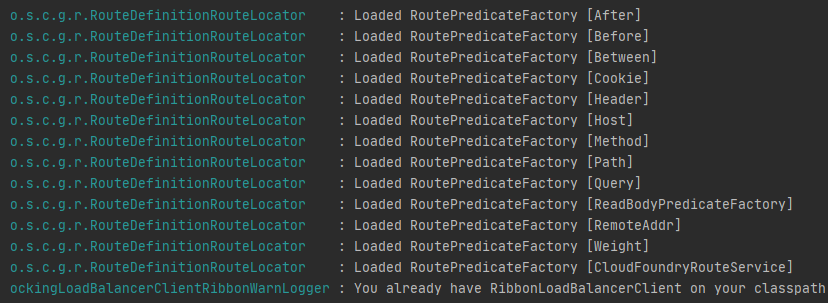 o.s.c.g.r.RouteDefinitionRouteLocator : Loaded RoutePredicateFactory [After]
o.s.c.g.r.RouteDefinitionRouteLocator : Loaded RoutePredicateFactory [Before]
o.s.c.g.r.RouteDefinitionRouteLocator : Loaded RoutePredicateFactory [Between]
o.s.c.g.r.RouteDefinitionRouteLocator : Loaded RoutePredicateFactory [Cookie]
o.s.c.g.r.RouteDefinitionRouteLocator : Loaded RoutePredicateFactory [Header]
o.s.c.g.r.RouteDefinitionRouteLocator : Loaded RoutePredicateFactory [Host]
o.s.c.g.r.RouteDefinitionRouteLocator : Loaded RoutePredicateFactory [Method]
o.s.c.g.r.RouteDefinitionRouteLocator : Loaded RoutePredicateFactory [Path]
o.s.c.g.r.RouteDefinitionRouteLocator : Loaded RoutePredicateFactory [Query]
o.s.c.g.r.RouteDefinitionRouteLocator : Loaded RoutePredicateFactory [ReadBodyPredicateFactory]
o.s.c.g.r.RouteDefinitionRouteLocator : Loaded RoutePredicateFactory [RemoteAddr]
o.s.c.g.r.RouteDefinitionRouteLocator : Loaded RoutePredicateFactory [Weight]
o.s.c.g.r.RouteDefinitionRouteLocator : Loaded RoutePredicateFactory [CloudFoundryRouteService]
ockingLoadBalancerClientRibbonWarnLogger : You already have RibbonLoadBalancerClient on your classpath